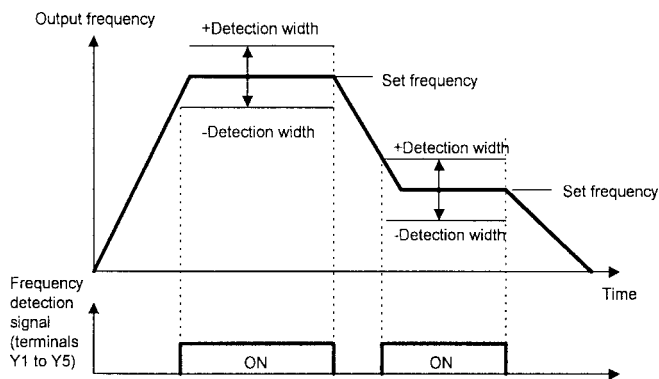 Output frequency
+Detection width
Set frequency
-Detection width
+Detection width
Set frequency
-Detection width
Time
Frequency
detection
signal
(terminals
Y1 to Y5)
ON
ON